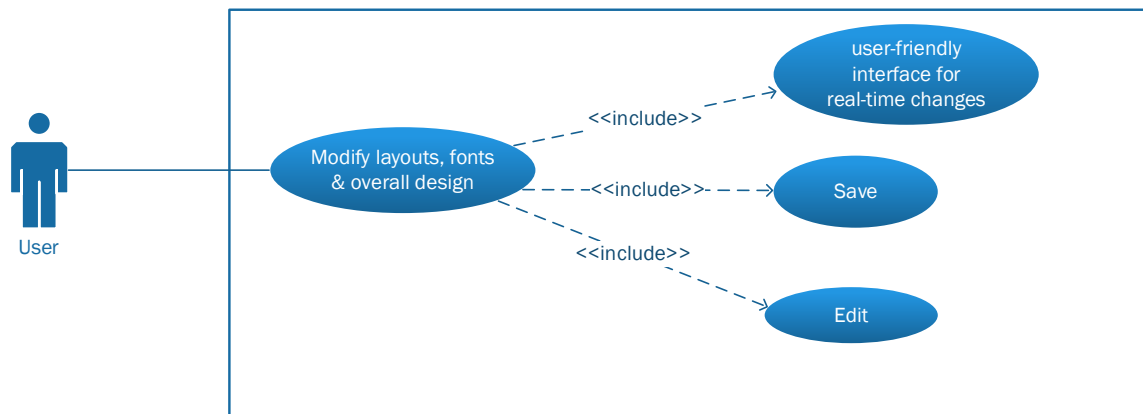 user-friendly
interface for
real-time changes
<<include>>
Modify layouts, fonts
& overall design
<<include>>
Save
User
<<include>>
Edit